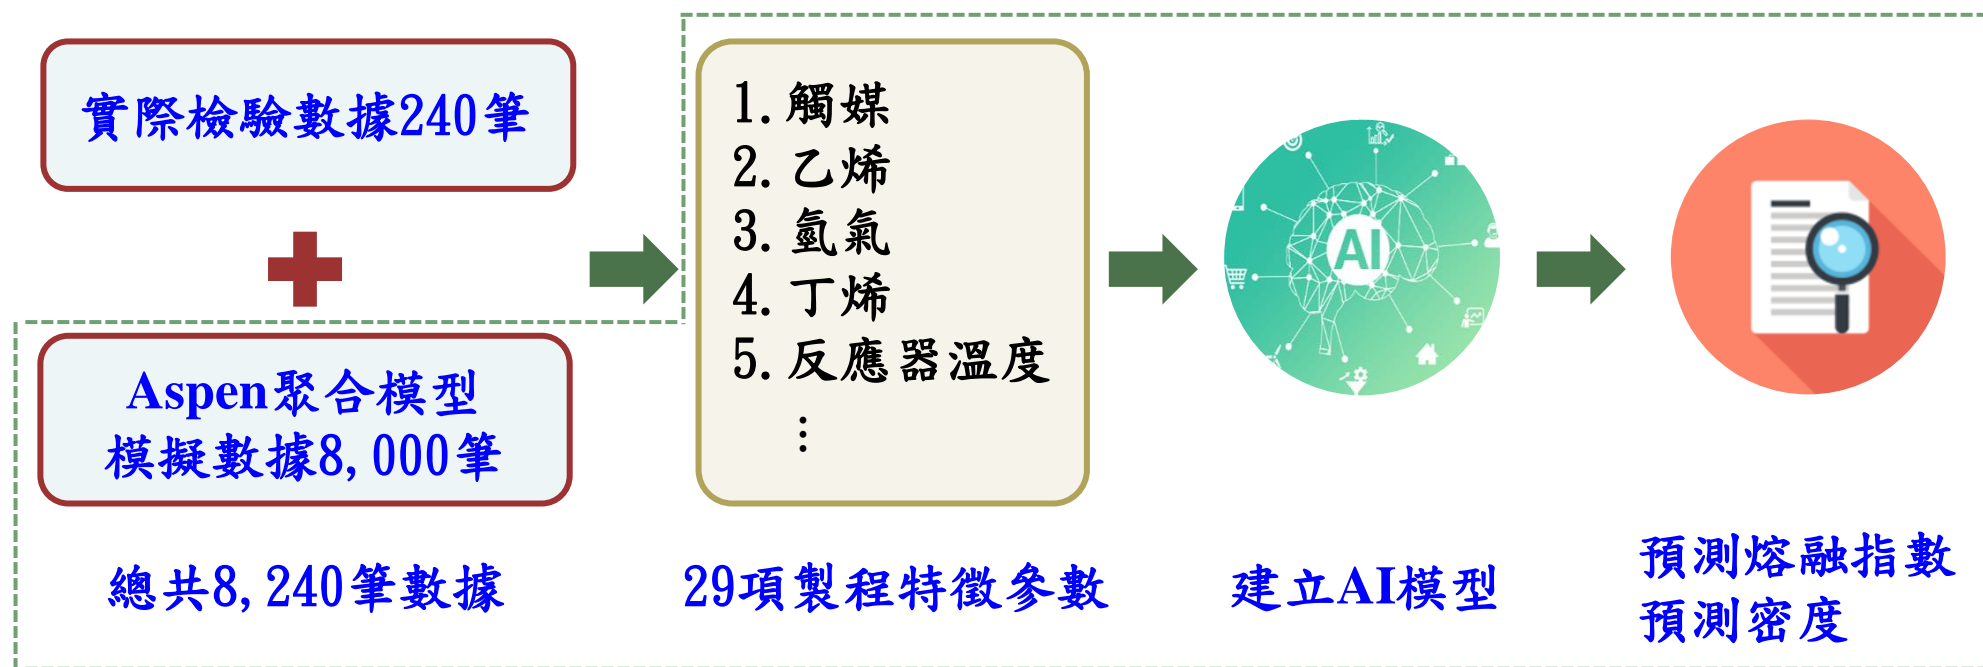 實際檢驗數據240筆
Aspen聚合模型
模擬數據8,000筆
總共8,240筆數據
1.觸媒
2.乙烯
3.氫氣
4.丁烯
5.反應器溫度
⋮
29項製程特徵參數
AI
建立AI模型
預測熔融指數
預測密度